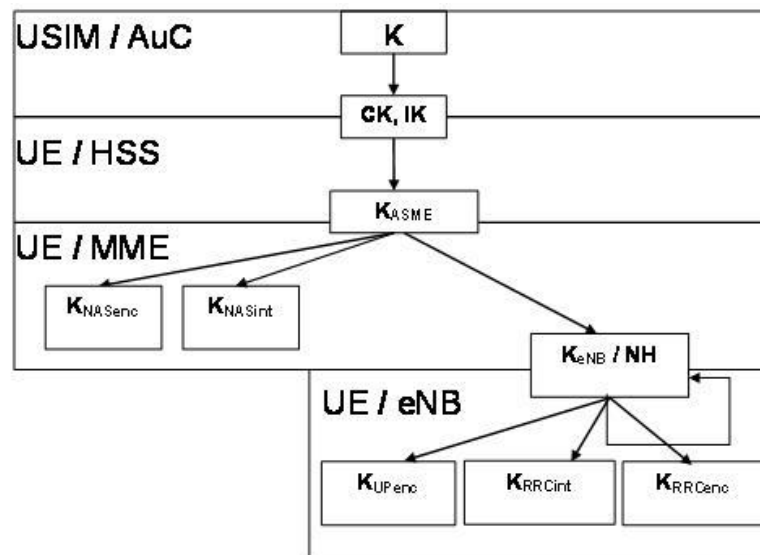 USIM / AuC
K
CK, IK
UE / HSS
KASME
UE / MME
KNASenc
KNASint
KeNB / NH
UE / eNB
KUPenc
KRRCint
KRRCenc